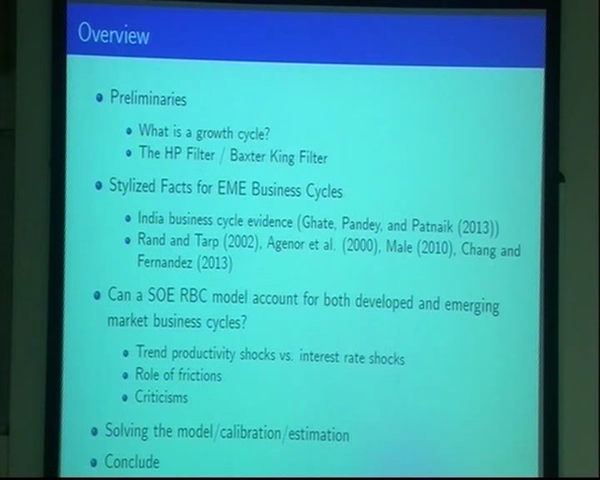 Overview
Preliminaries
What is a growth cycle?
The HP Filter / Baxter King Filter
Stylized Facts for EME Business Cycles
India business cycle evidence (Ghate, Pandey, and Patnaik (2013))
Rand and Tarp (2002), Agenor et al. (2000), Male (2010), Chang and
Fernandez (2013)
Can a SOE RBC model account for both developed and emerging
market business cycles?
Trend productivity shocks vs. interest rate shocks
Role of frictions
Criticisms
Solving the model/calibration/estimation
Conclude